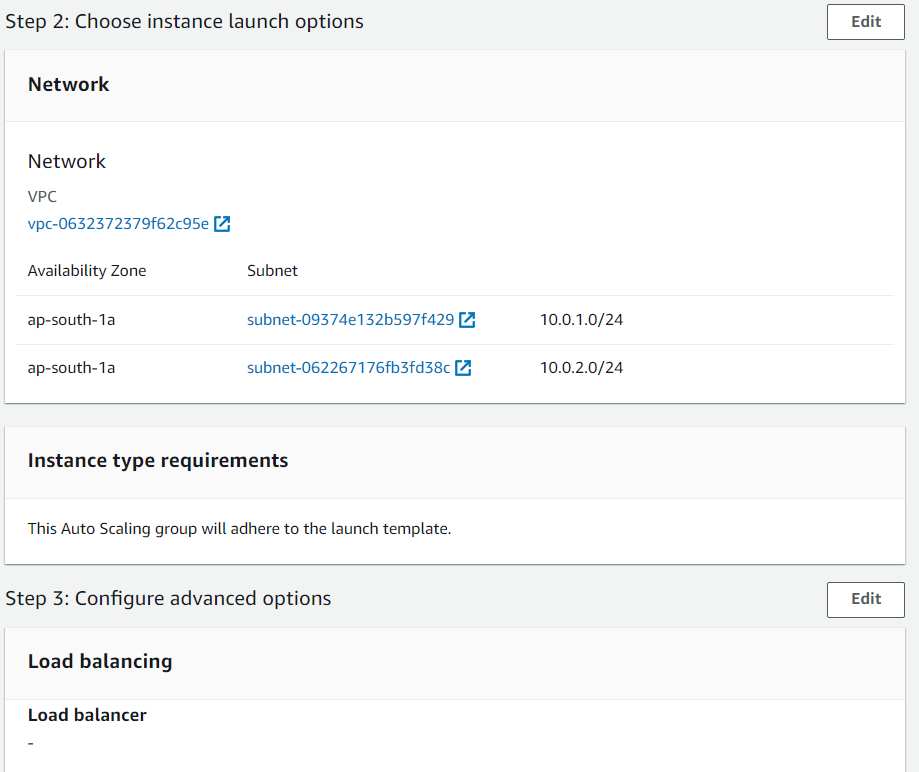 Step 2: Choose instance launch options
Edit
Network
Network
VPC
vpc-0632372379f62c95e
Availability Zone Subnet
ap-south-1a subnet-09374e132b597f429 10.0.1.0/24
ap-south-1a subnet-062267176fb3fd38c 10.0.2.0/24
Instance type requirements
This Auto Scaling group will adhere to the launch template.
Step 3: Configure advanced options
Edit
Load balancing
Load balancer
-